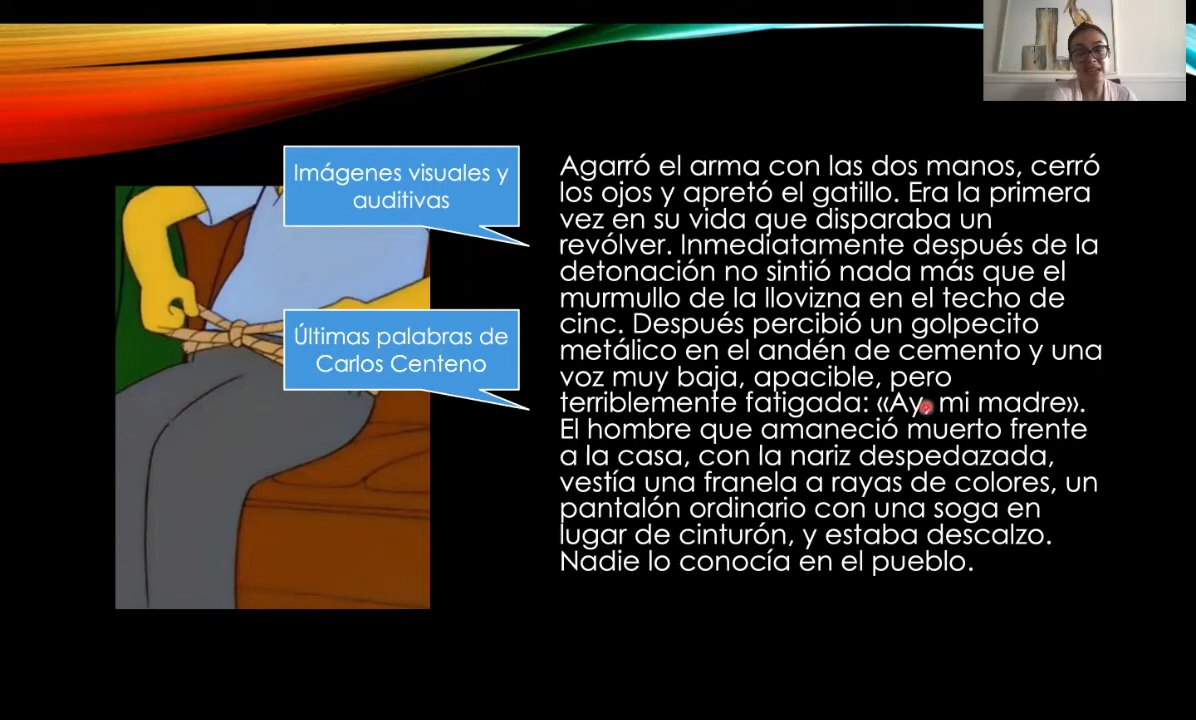 Imágenes visuales y
auditivas
Últimas palabras de
Carlos Centeno
Agarró el arma con las dos manos, cerró
los ojos y apretó el gatillo. Era la primera
vez en su vida que disparaba un
revólver. Inmediatamente después de la
detonación no sintió nada más que el
murmullo de la llovizna en el techo de
cinc. Después percibió un golpecito
metálico en el andén de cemento y una
voz muy baja, apacible, pero
terriblemente fatigada: «Ay, mi madre».
El hombre que amaneció muerto frente
a la casa, con la nariz despedazada,
vestía una franela a rayas de colores, un
pantalón ordinario con una soga en
lugar de cinturón, y estaba descalzo.
Nadie lo conocía en el pueblo.